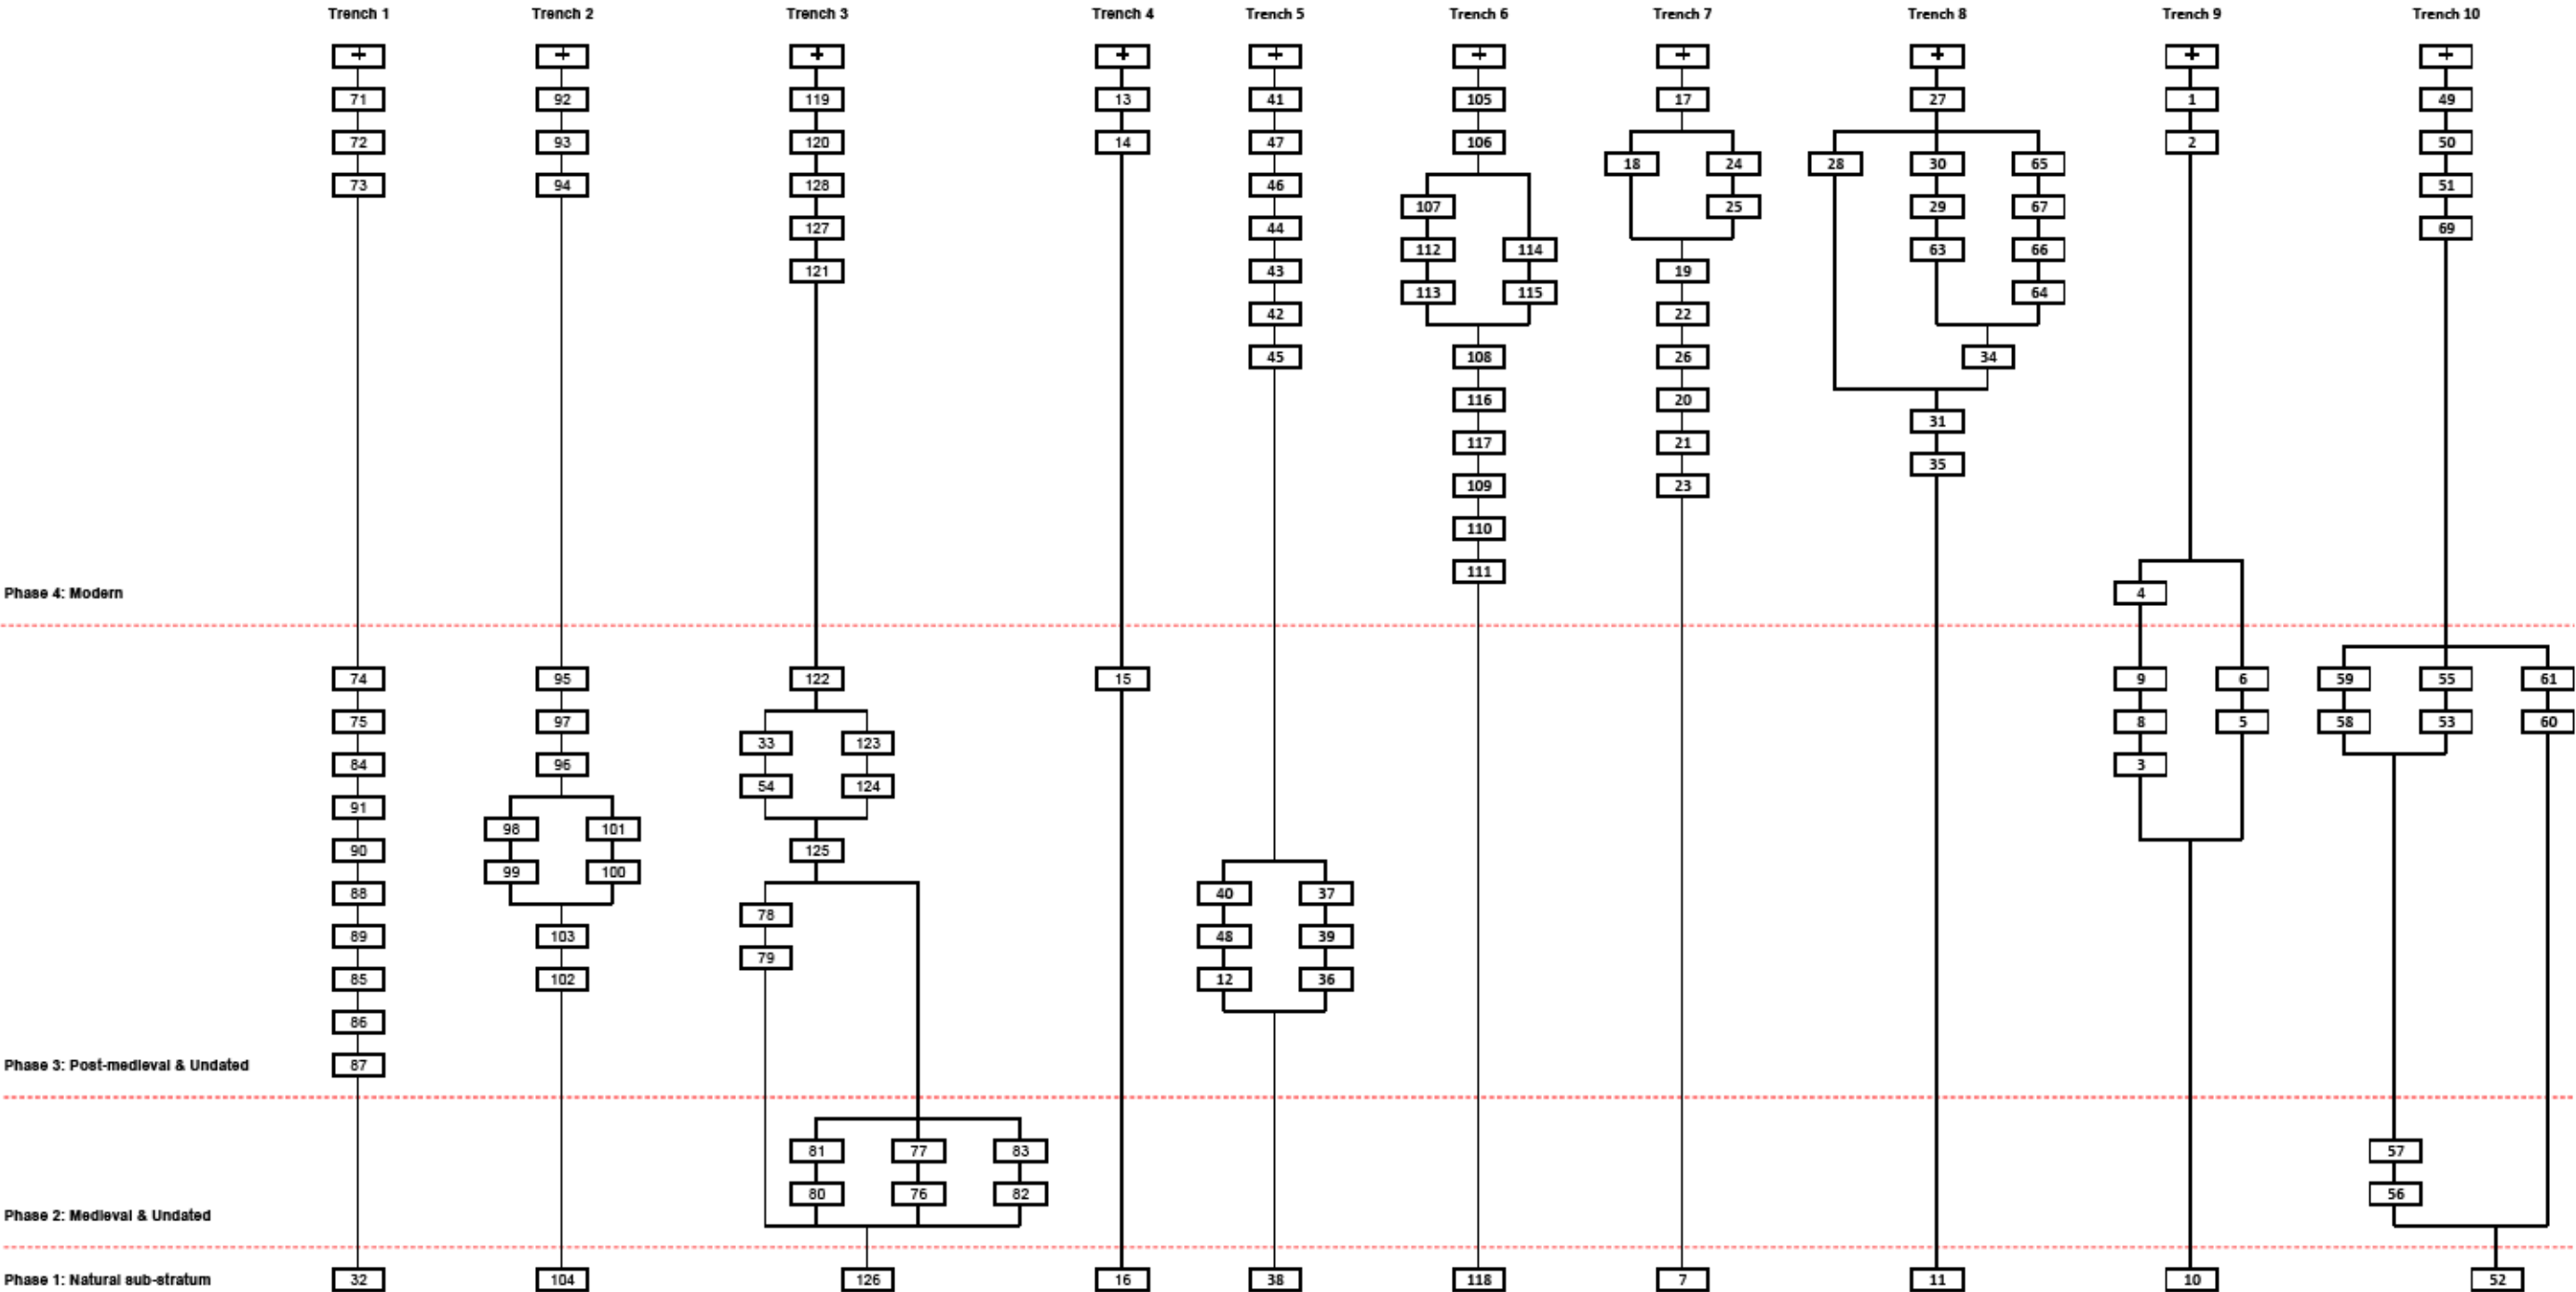 Trench 1 Trench 2 Trench 3 Trench 4 Trench 5 Trench 6 Trench 7 Trench 8 Trench 9 Trench 10
+ + + + + + + + + +
71 92 119 13 41 105 17 27 1 49
72 93 120 14 47 106 2 50
18 24 28 30 65
73 94 128 46 51
107 25 29 67
127 44 69
112 114 63 66
121 43 19
113 115 64
42 22
45 108 26 34
116 20
31
117 21
35
109 23
110
111
Phase 4: Modern 4
74 95 122 15 9 6 59 55 61
75 97 8 5 58 53 60
33 123
84 96 3
54 124
91
98 101
90 125
99 100
88 40 37
78
89 103 48 39
79
85 102 12 36
86
Phase 3: Post-medieval & Undated 87
81 77 83 57
80 76 82 56
Phase 2: Medieval & Undated
Phase 1: Natural sub-stratum 32 104 126 16 38 118 7 11 10 52